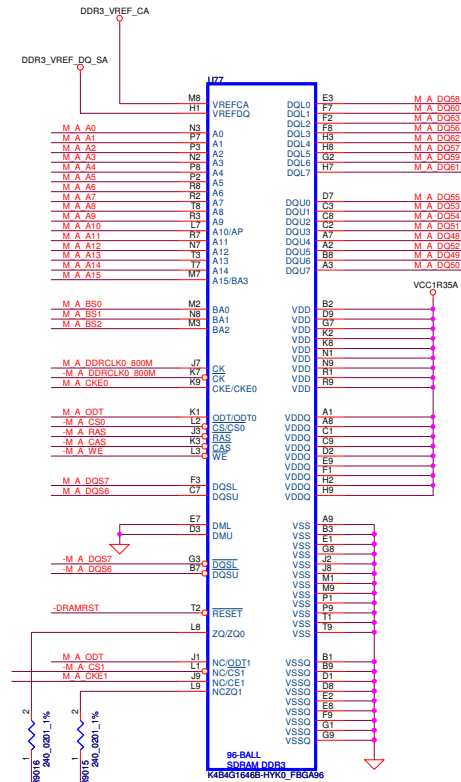 DDR3_VREF_CA
DDR3_VREF_DQ_SA
U77
M8 VREFCA
H1 VREFDQ
M_A_A0 N3 A0
M_A_A1 P7 A1
M_A_A2 P3 A2
M_A_A3 N2 A3
M_A_A4 P8 A4
M_A_A5 P2 A5
M_A_A6 R8 A6
M_A_A7 R2 A7
M_A_A8 T8 A8
M_A_A9 R3 A9
M_A_A10 L7 A10/AP
M_A_A11 R7 A11
M_A_A12 N7 A12
M_A_A13 T3 A13
M_A_A14 T7 A14
M_A_A15 M7 A15/BA3
M_A_BS0 M2 BA0
M_A_BS1 N8 BA1
M_A_BS2 M3 BA2
M_A_DDRCLK0_800M J7 CK
-M_A_DDRCLK0_800M K7 CK
M_A_CKE0 K9 CKE/CKE0
M_A_ODT K1 ODT/ODT0
-M_A_CS0 L2 CS/CS0
-M_A_RAS J3 RAS
-M_A_CAS K3 CAS
-M_A_WE L3 WE
M_A_DQS7 F3 DQSL
M_A_DQS6 C7 DQSU
E7 DML
D3 DMU
-M_A_DQS7 G3 DQSL
-M_A_DQS6 B7 DQSU
-DRAMRST T2 RESET
L8 ZQ/ZQ0
M_A_ODT J1 NC/ODT1
-M_A_CS1 L1 NC/CS1
M_A_CKE1 J9 NC/CE1
L9 NCZQ1
DQL0 E3 M_A_DQ58
DQL1 F7 M_A_DQ60
DQL2 F2 M_A_DQ63
DQL3 F8 M_A_DQ56
DQL4 H3 M_A_DQ62
DQL5 H8 M_A_DQ57
DQL6 G2 M_A_DQ59
DQL7 H7 M_A_DQ61
DQU0 D7 M_A_DQ55
DQU1 C3 M_A_DQ53
DQU2 C8 M_A_DQ54
DQU3 C2 M_A_DQ51
DQU4 A7 M_A_DQ48
DQU5 A2 M_A_DQ52
DQU6 B8 M_A_DQ49
DQU7 A3 M_A_DQ50
VCC1R35A
VDD B2
VDD D9
VDD G7
VDD K2
VDD K8
VDD N1
VDD N9
VDD R1
VDD R9
VDDQ A1
VDDQ A8
VDDQ C1
VDDQ C9
VDDQ D2
VDDQ E9
VDDQ F1
VDDQ H2
VDDQ H9
VSS A9
VSS B3
VSS E1
VSS G8
VSS J2
VSS J8
VSS M1
VSS M9
VSS P1
VSS P9
VSS T1
VSS T9
VSSQ B1
VSSQ B9
VSSQ D1
VSSQ D8
VSSQ E2
VSSQ E8
VSSQ F9
VSSQ G1
VSSQ G9
2
1
R9016
240_0201_1%
2
1
240_0201_1%
96-BALL
SDRAM DDR3
K4B4G1646B-HYK0_FBGA96